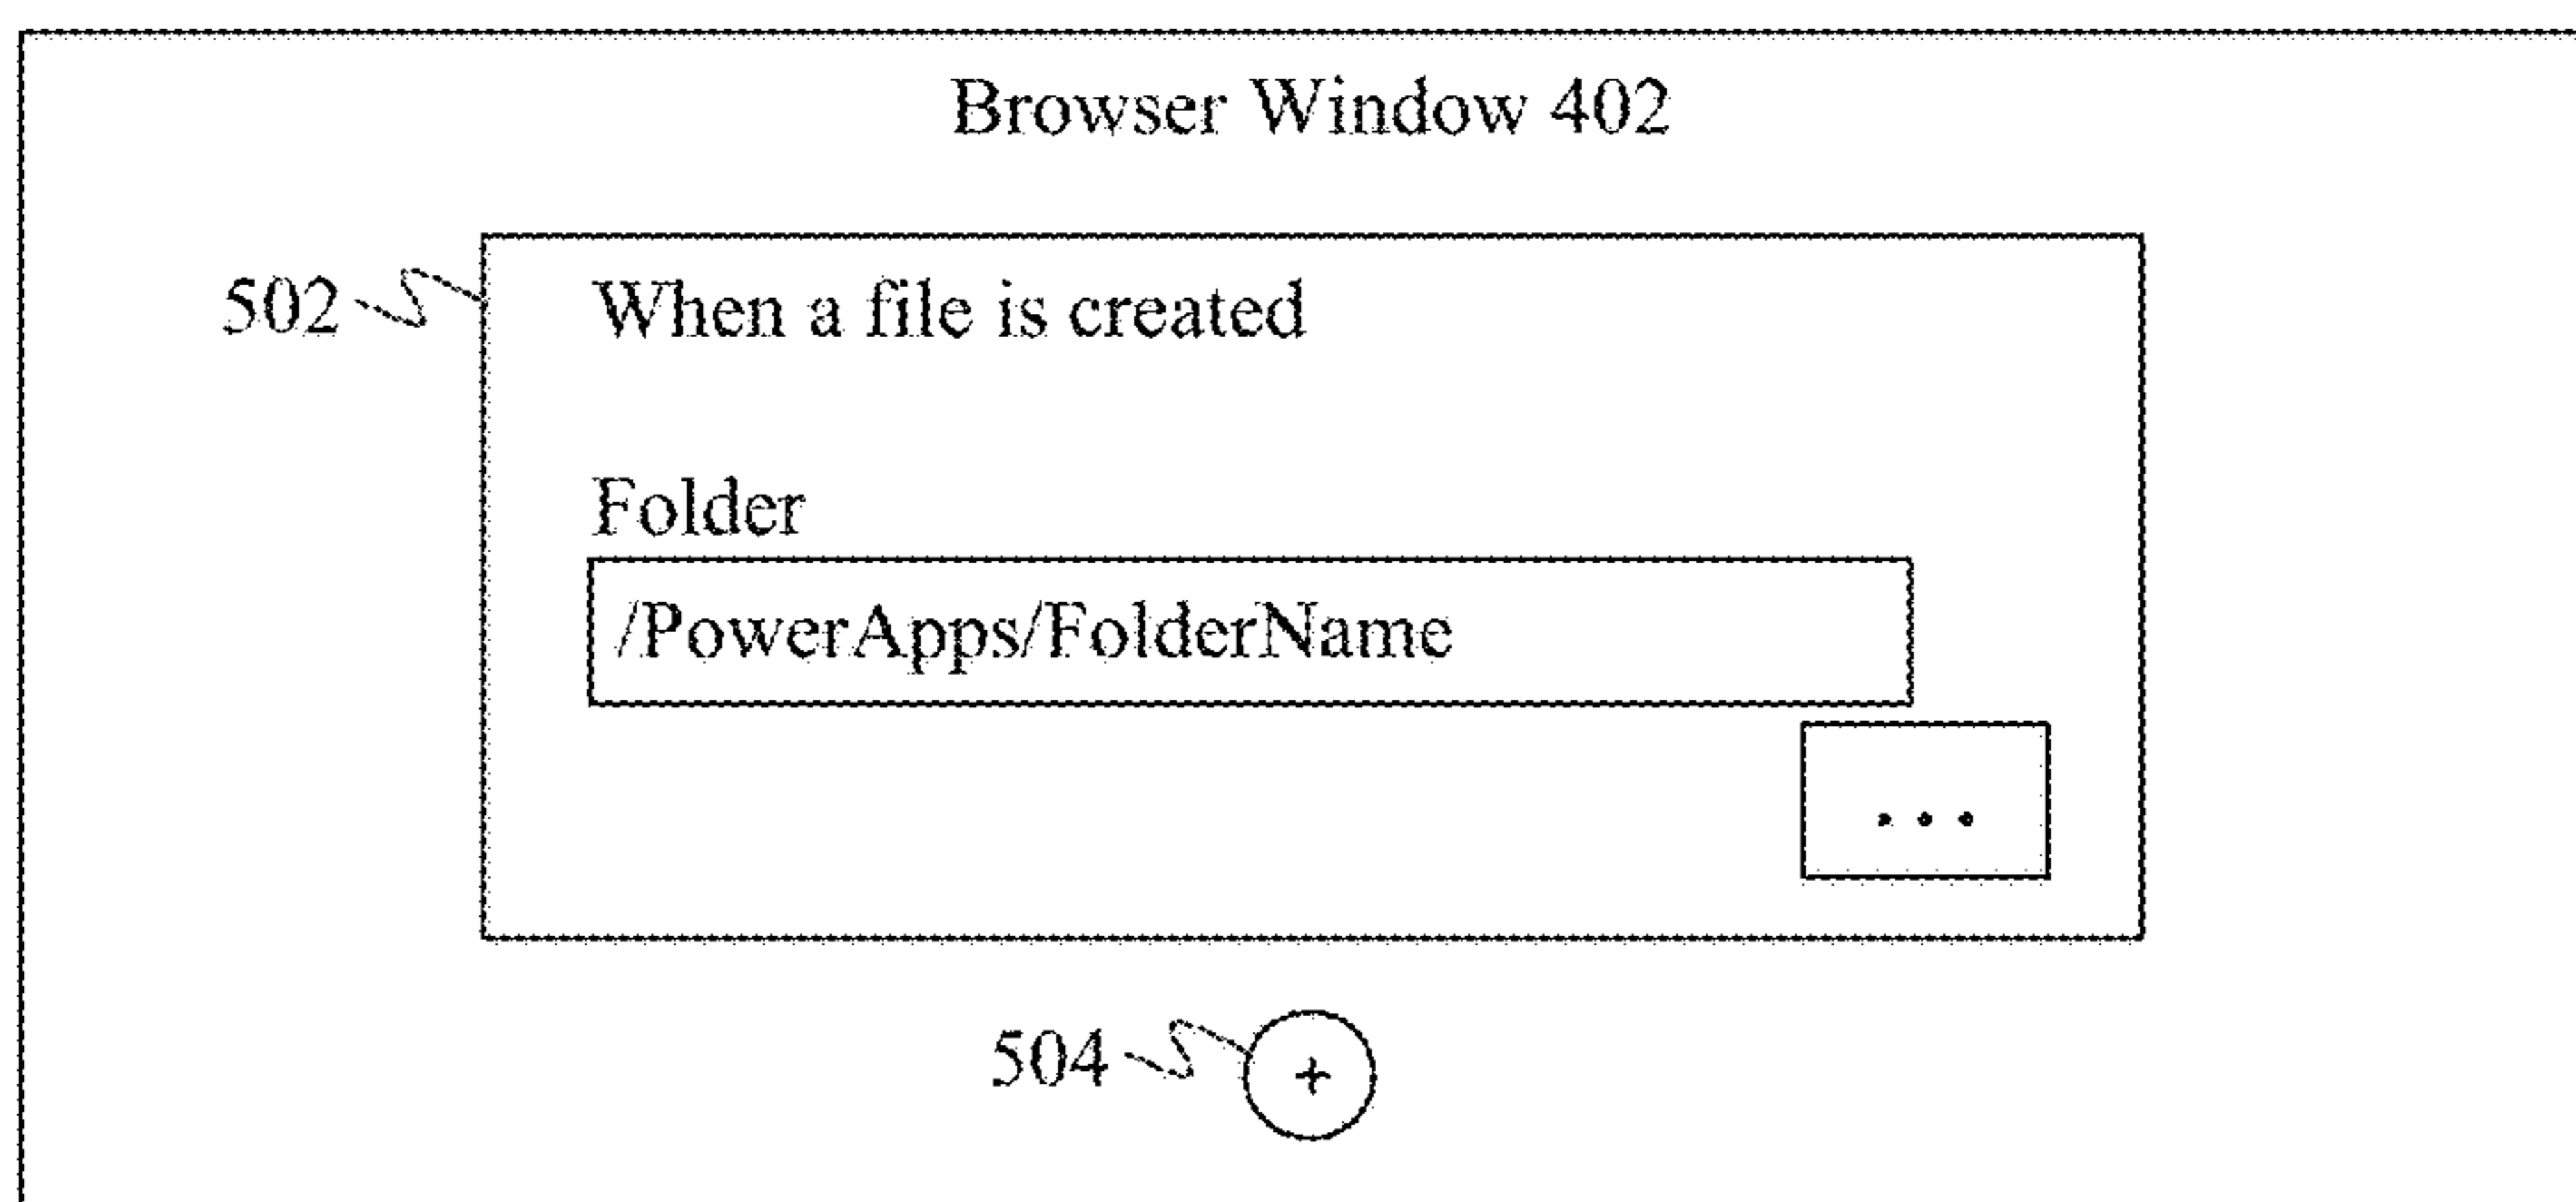 Browser Window 402
502
When a file is created
Folder
/PowerApps/FolderName
...
504
+